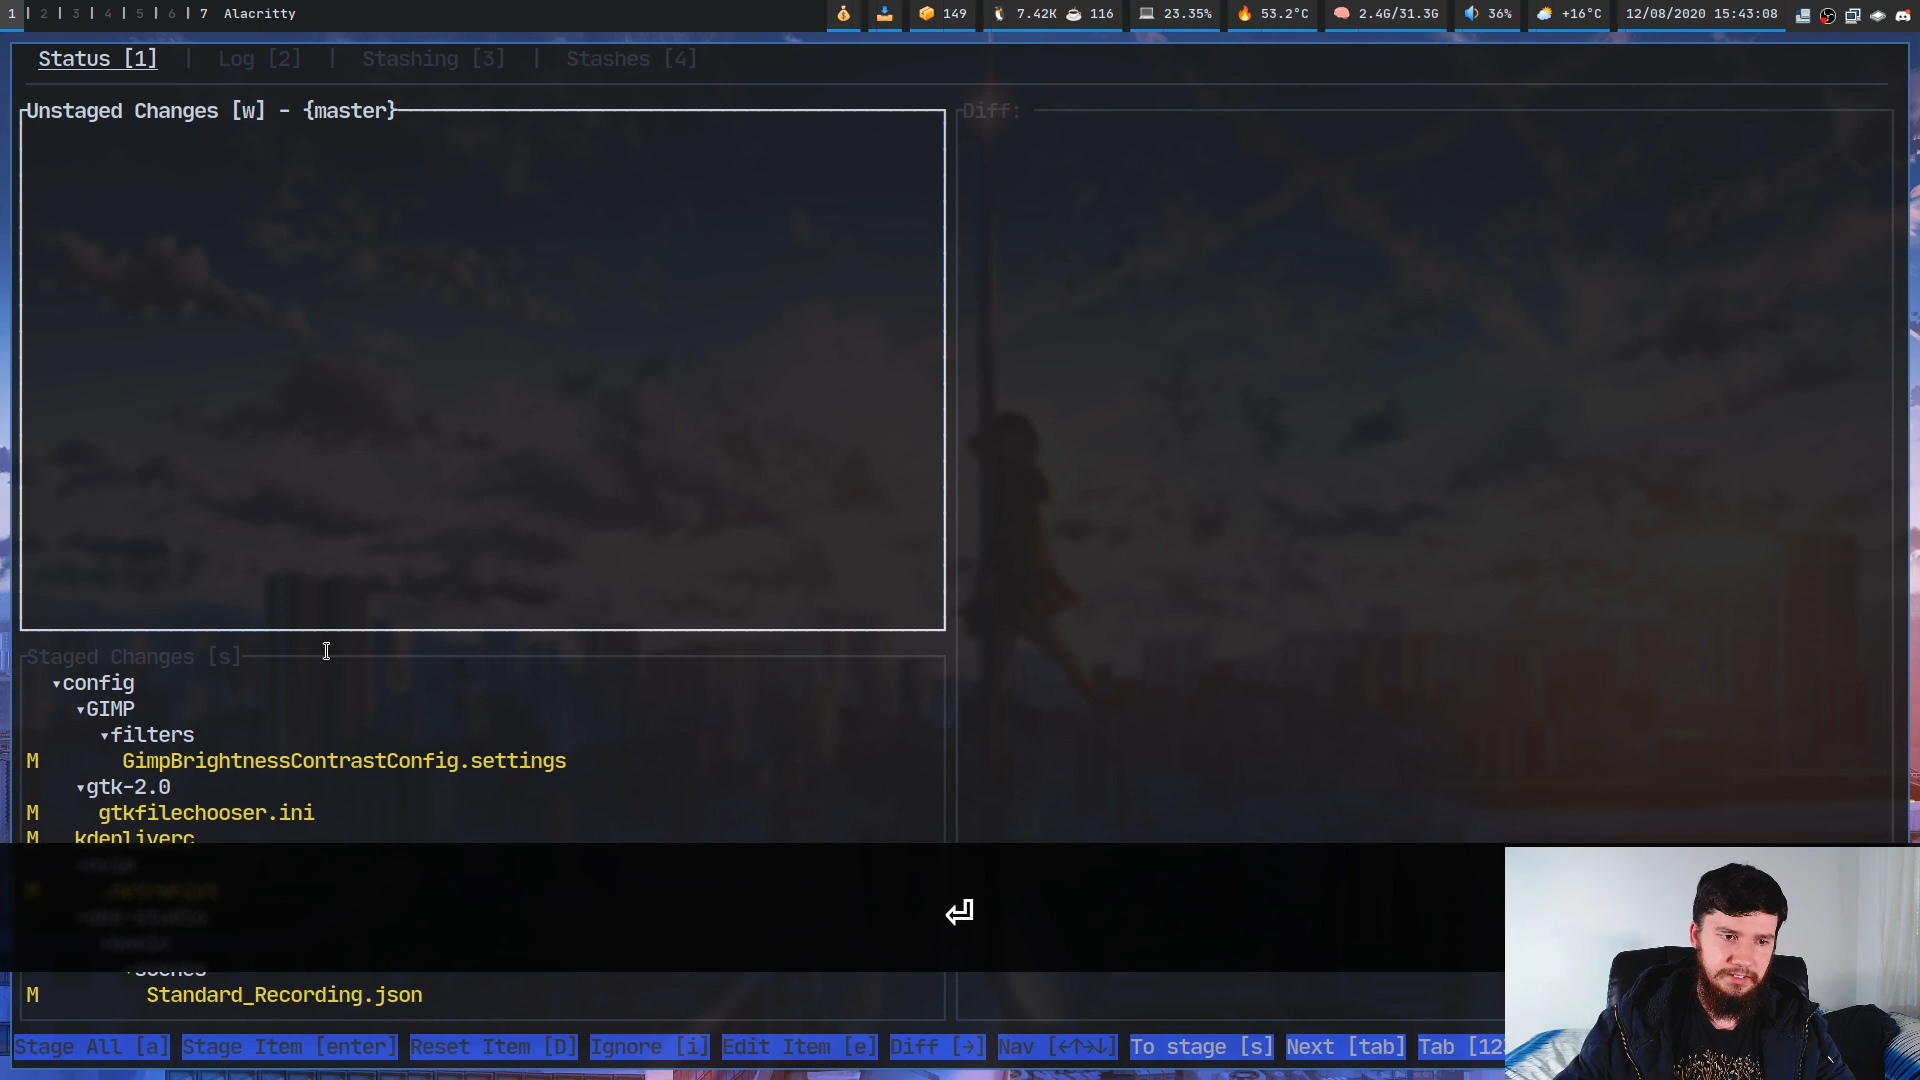 1 | 2 | 3 | 4 | 5 | 6 | 7 Alacritty 149 7.42K 116 23.35% 53.2°C 2.4G/31.3G 36% +16°C 12/08/2020 15:43:08
Status [1] | Log [2] | Stashing [3] | Stashes [4]
Unstaged Changes [w] - {master}
Diff:
Staged Changes [s]
▾config
▾GIMP
▾filters
M GimpBrightnessContrastConfig.settings
▾gtk-2.0
M gtkfilechooser.ini
M kdenliverc
M
▾scenes
M Standard_Recording.json
Stage All [a] Stage Item [enter] Reset Item [D] Ignore [i] Edit Item [e] Diff [→] Nav [←↑→↓] To stage [s] Next [tab] Tab [12